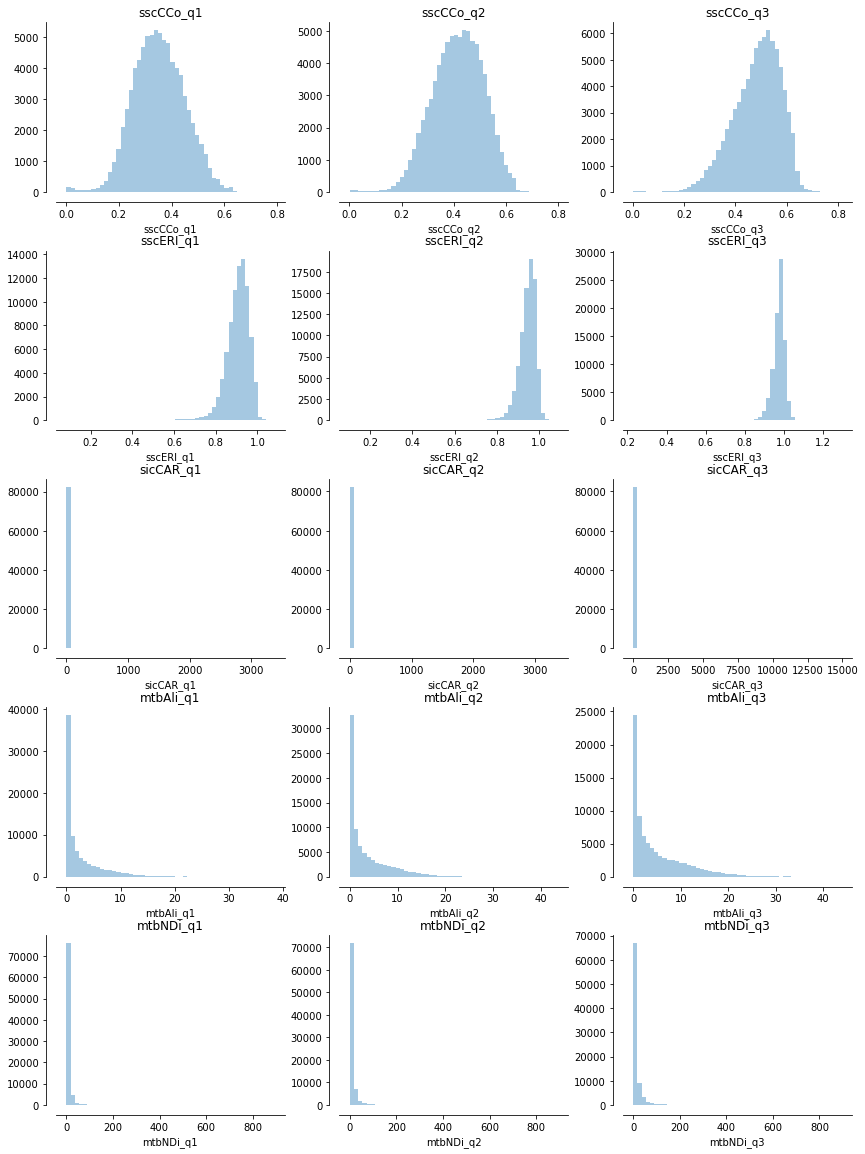 sscCCo_q1 sscCCo_q2 sscCCo_q3
5000 5000 6000
4000 4000 5000
3000 3000 4000
2000 2000 3000
1000 1000 2000
0 0 1000
0
0.0 0.2 0.4 0.6 0.8 0.0 0.2 0.4 0.6 0.8 0.0 0.2 0.4 0.6 0.8
sscCCo_q1 sscCCo_q2 sscCCo_q3
sscERI_q1 sscERI_q2 sscERI_q3
14000 17500 30000
12000 15000 25000
10000 12500 20000
8000 10000 15000
6000 7500 10000
4000 5000 5000
2000 2500 0
0 0
0.2 0.4 0.6 0.8 1.0 0.2 0.4 0.6 0.8 1.0 0.2 0.4 0.6 0.8 1.0 1.2
sscERI_q1 sscERI_q2 sscERI_q3
sicCAR_q1 sicCAR_q2 sicCAR_q3
80000 80000 80000
60000 60000 60000
40000 40000 40000
20000 20000 20000
0 0 0
0 1000 2000 3000 0 1000 2000 3000 0 2500 5000 7500 10000 12500 15000
sicCAR_q1 sicCAR_q2 sicCAR_q3
mtbAli_q1 mtbAli_q2 mtbAli_q3
40000 30000 25000
30000 25000 20000
20000 20000 15000
10000 15000 10000
0 10000 5000
5000 0
0
0 10 20 30 40 0 10 20 30 40 0 10 20 30 40
mtbAli_q1 mtbAli_q2 mtbAli_q3
mtbNDi_q1 mtbNDi_q2 mtbNDi_q3
70000 70000 70000
60000 60000 60000
50000 50000 50000
40000 40000 40000
30000 30000 30000
20000 20000 20000
10000 10000 10000
0 0 0
0 200 400 600 800 0 200 400 600 800 0 200 400 600 800
mtbNDi_q1 mtbNDi_q2 mtbNDi_q3